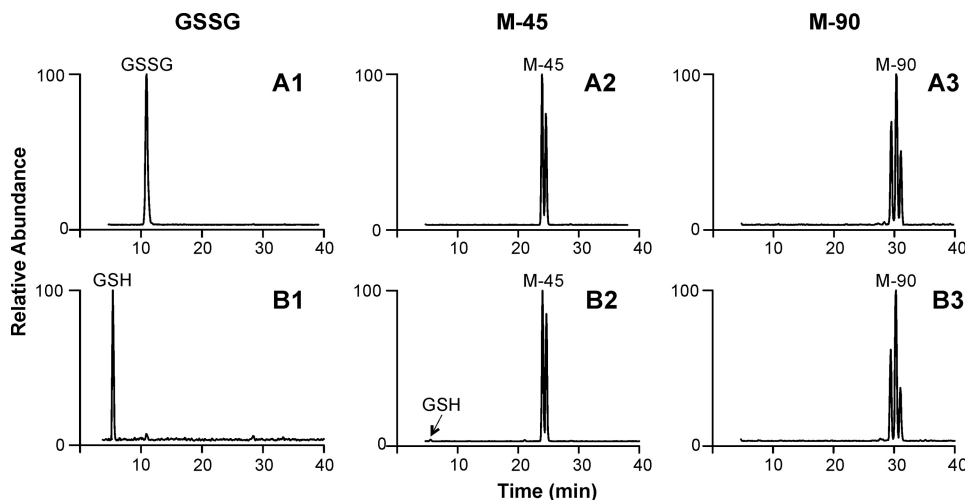 GSSG M-45 M-90
GSSG M-45 M-90
100 A1 100 A2 100 A3
0 0 0
10 20 30 40 10 20 30 40 10 20 30 40
Relative Abundance
GSH M-45 M-90
100 B1 100 B2 100 B3
GSH
0 0 0
10 20 30 40 10 20 30 40 10 20 30 40
Time (min)